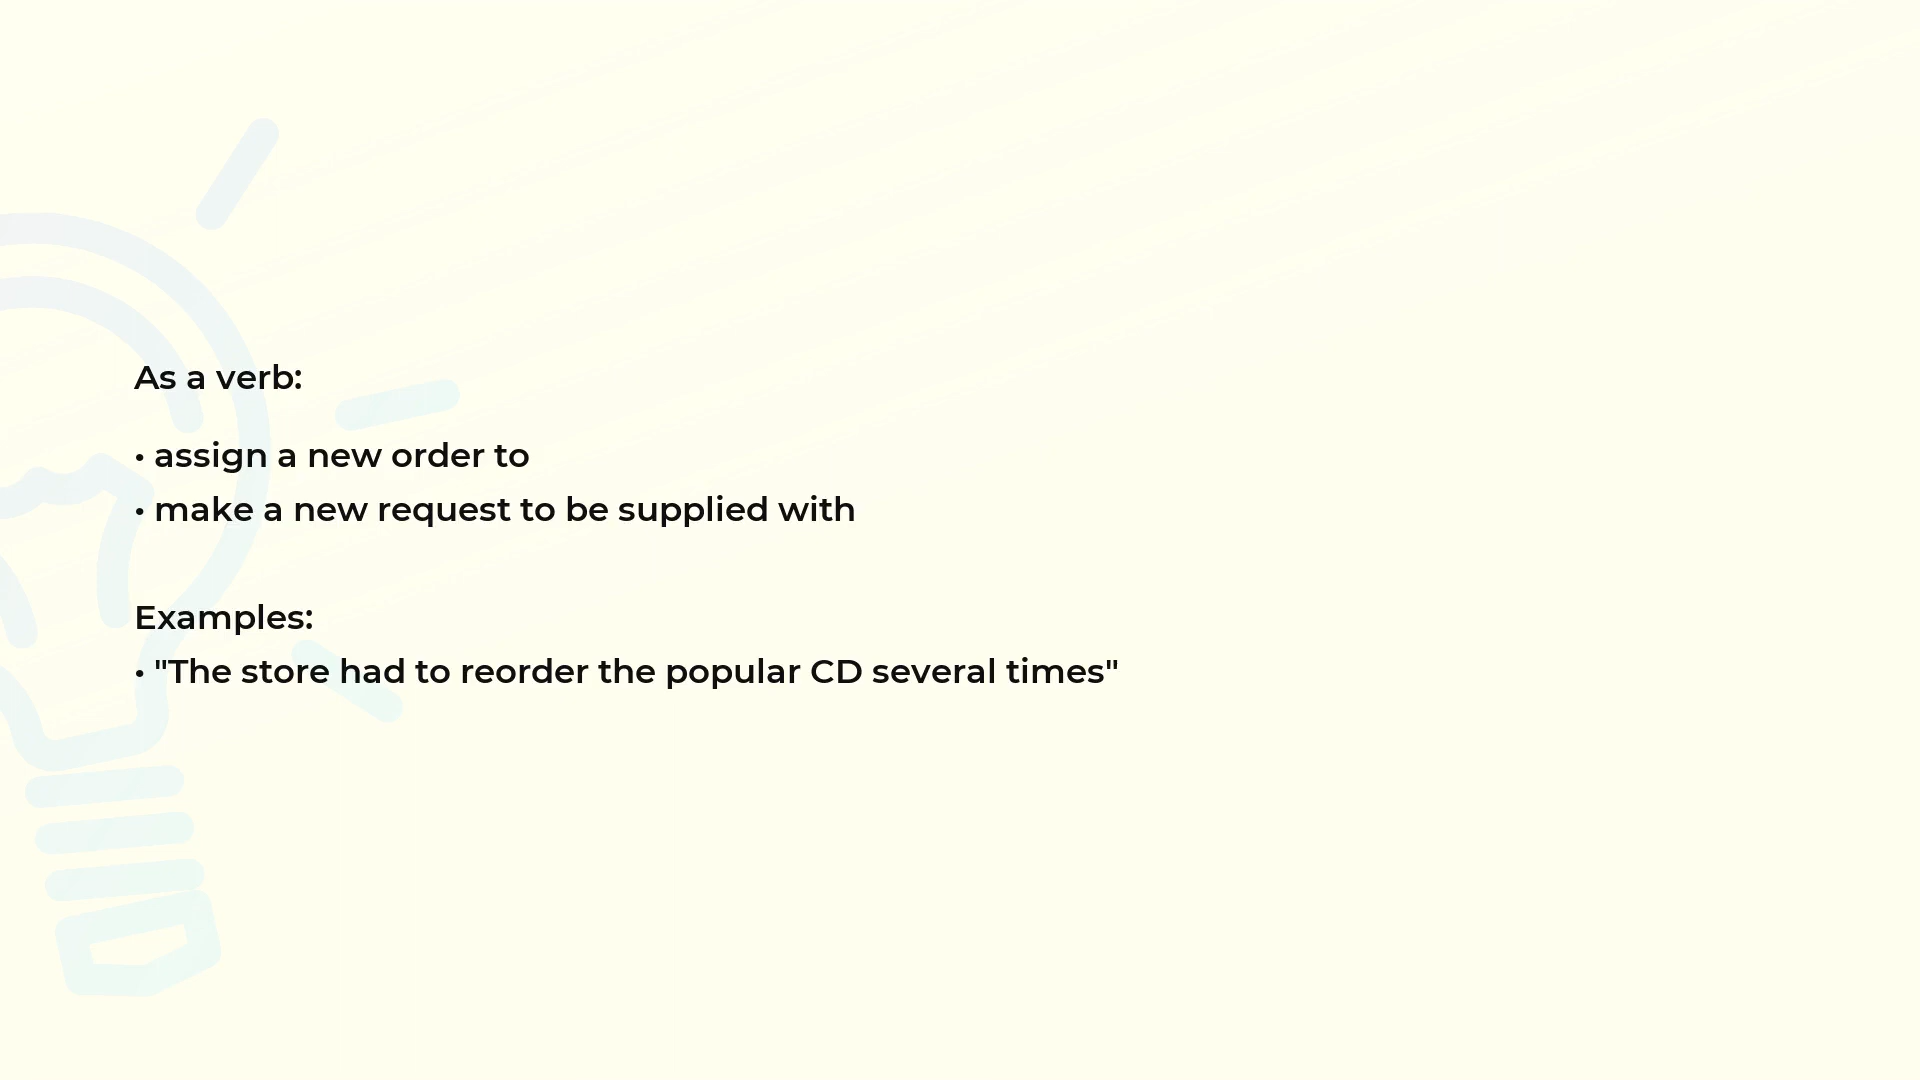 As a verb:
• assign a new order to
• make a new request to be supplied with
Examples:
• "The store had to reorder the popular CD several times"